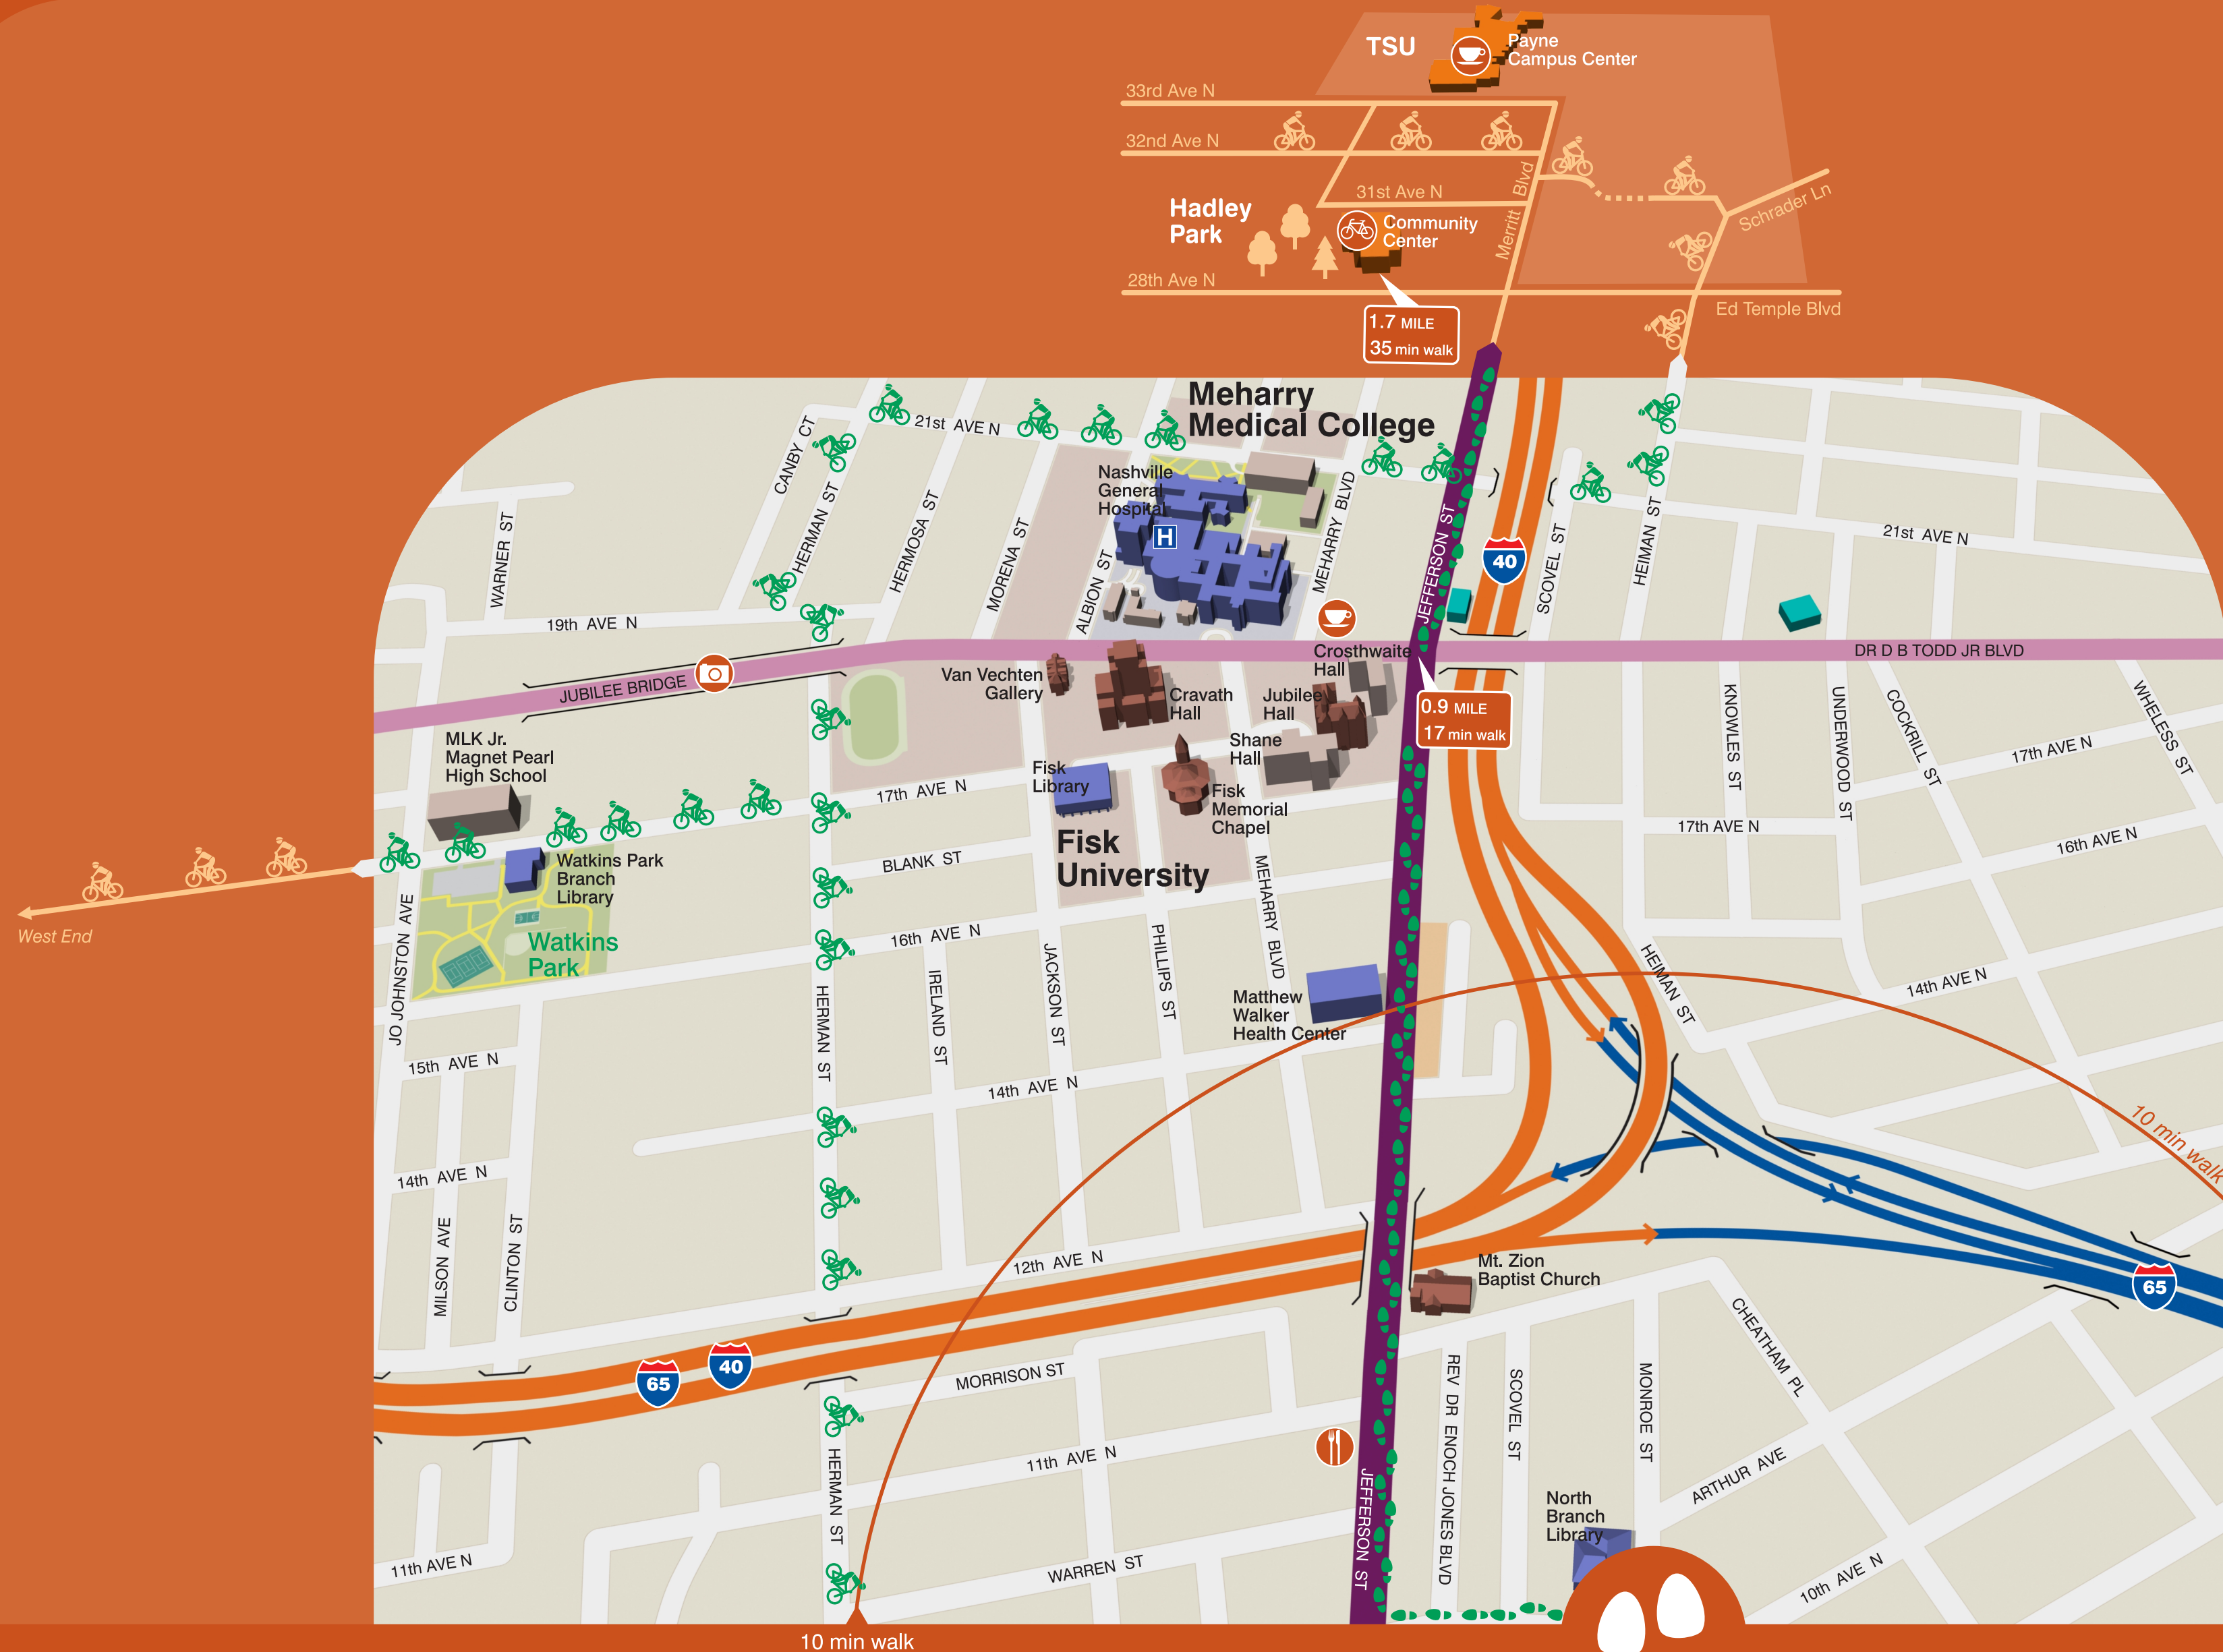 TSU
Payne
Campus Center
33rd Ave N
32nd Ave N
31st Ave N
Merritt Blvd
Schrader Ln
Hadley
Park
Community
Center
28th Ave N
Ed Temple Blvd
1.7 MILE
35 min walk
Meharry
Medical College
CANBY CT
21st AVE N
Nashville
General
Hospital
H
WARNER ST
HERMAN ST
HERMOSA ST
MORENA ST
ALBION ST
MEHARRY BLVD
JEFFERSON ST
40
SCOVEL ST
HEIMAN ST
21st AVE N
19th AVE N
JUBILEE BRIDGE
DR D B TODD JR BLVD
Crosthwaite
Hall
Van Vechten
Gallery
Cravath
Hall
Jubilee
Hall
0.9 MILE
17 min walk
Shane
Hall
MLK Jr.
Magnet Pearl
High School
KNOWLES ST
UNDERWOOD ST
COCKRILL ST
WHELESS ST
17th AVE N
17th AVE N
Fisk
Library
Fisk
Memorial
Chapel
17th AVE N
16th AVE N
Fisk
University
BLANK ST
MEHARRY BLVD
Watkins Park
Branch
Library
Watkins
Park
West End
JO JOHNSTON AVE
16th AVE N
HERMAN ST
IRELAND ST
JACKSON ST
PHILLIPS ST
Matthew
Walker
Health Center
HEIMAN ST
14th AVE N
15th AVE N
14th AVE N
10 min walk
14th AVE N
MILSON AVE
CLINTON ST
12th AVE N
Mt. Zion
Baptist Church
65
65
40
MORRISON ST
CHEATHAM PL
REV DR ENOCH JONES BLVD
SCOVEL ST
MONROE ST
ARTHUR AVE
11th AVE N
HERMAN ST
JEFFERSON ST
North
Branch
Library
11th AVE N
WARREN ST
10th AVE N
10 min walk